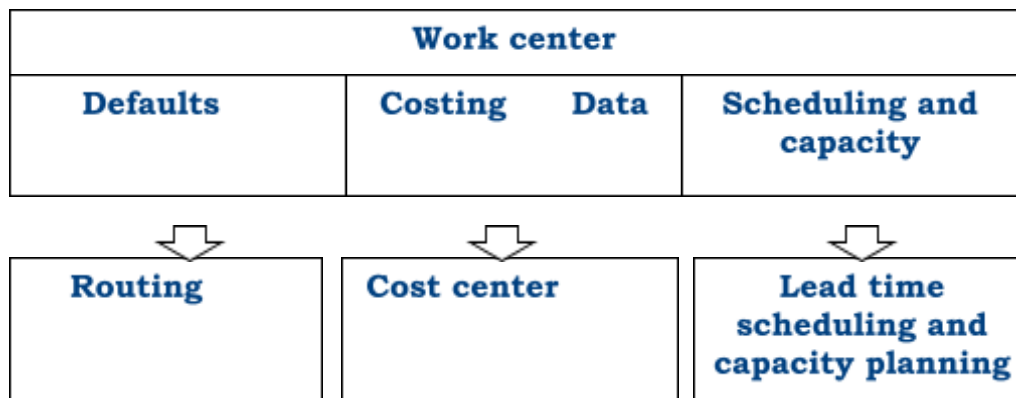 Work center
Defaults
Costing Data
Scheduling and
capacity
Routing
Cost center
Lead time
scheduling and
capacity planning